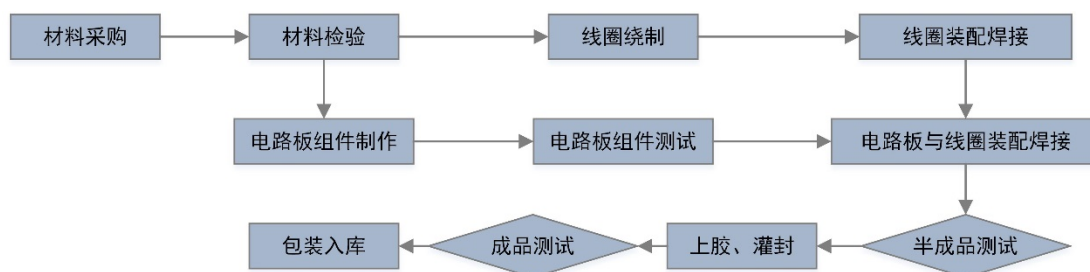 材料采购
材料检验
线圈绕制
线圈装配焊接
电路板组件制作
电路板组件测试
电路板与线圈装配焊接
包装入库
成品测试
上胶、灌封
半成品测试